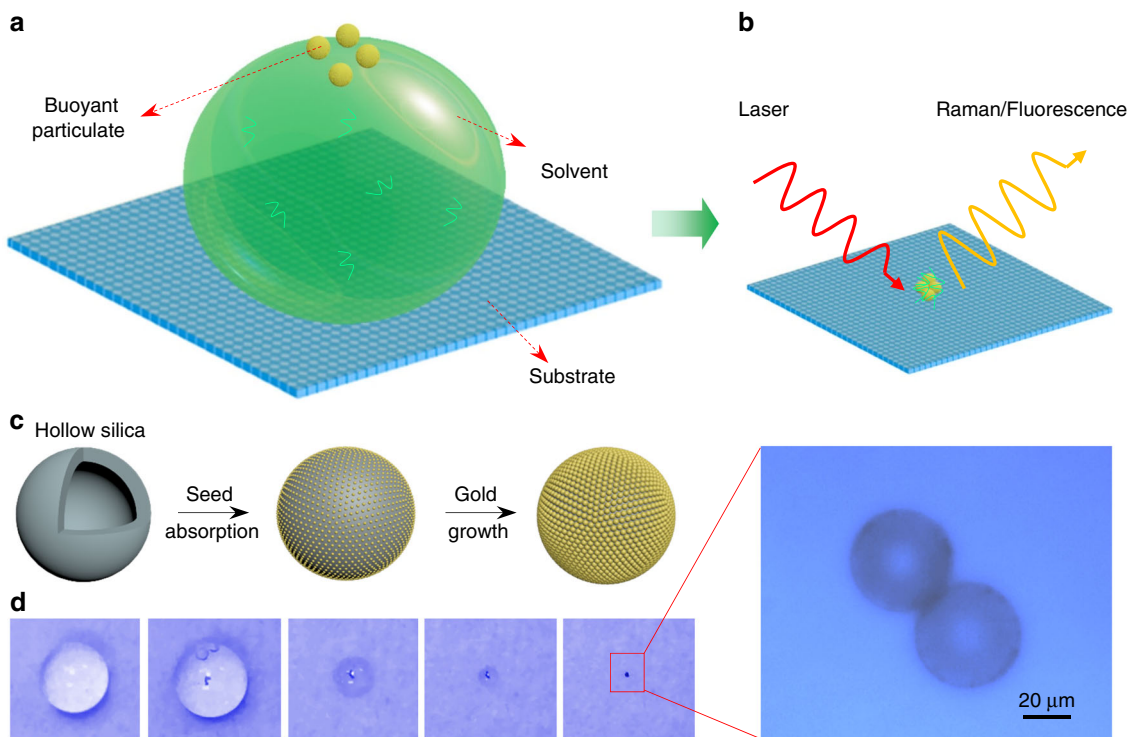 a
Buoyant
particulate
Solvent
Substrate
b
Laser
Raman/Fluorescence
c
Hollow silica
Seed
absorption
Gold
growth
d
20 μm